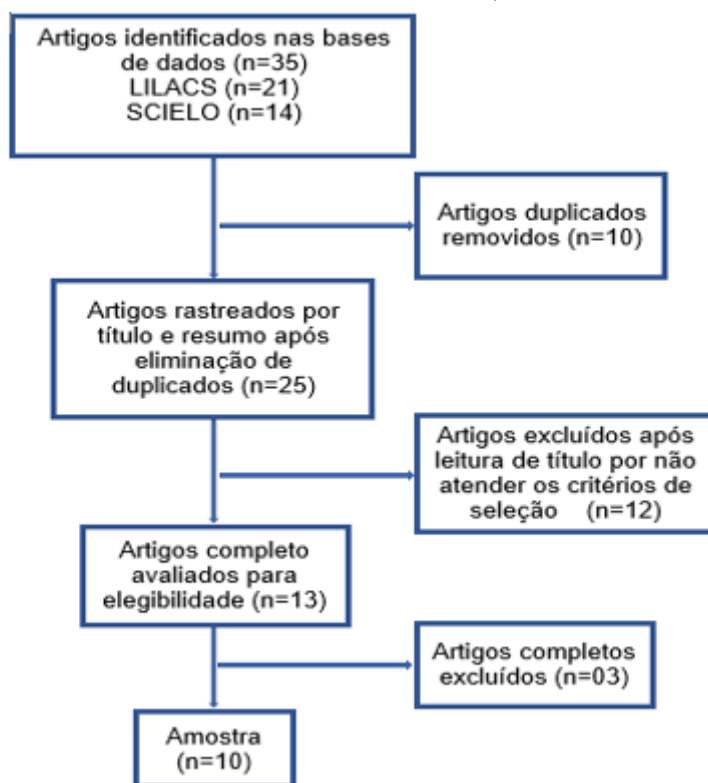 Artigos identificados nas bases
de dados (n=35)
LILACS (n=21)
SCIELO (n=14)
Artigos duplicados
removidos (n=10)
Artigos rastreados por
título e resumo após
eliminação de
duplicados (n=25)
Artigos excluídos após
leitura de título por não
atender os critérios de
seleção (n=12)
Artigos completo
avaliados para
elegibilidade (n=13)
Artigos completos
excluídos (n=03)
Amostra
(n=10)